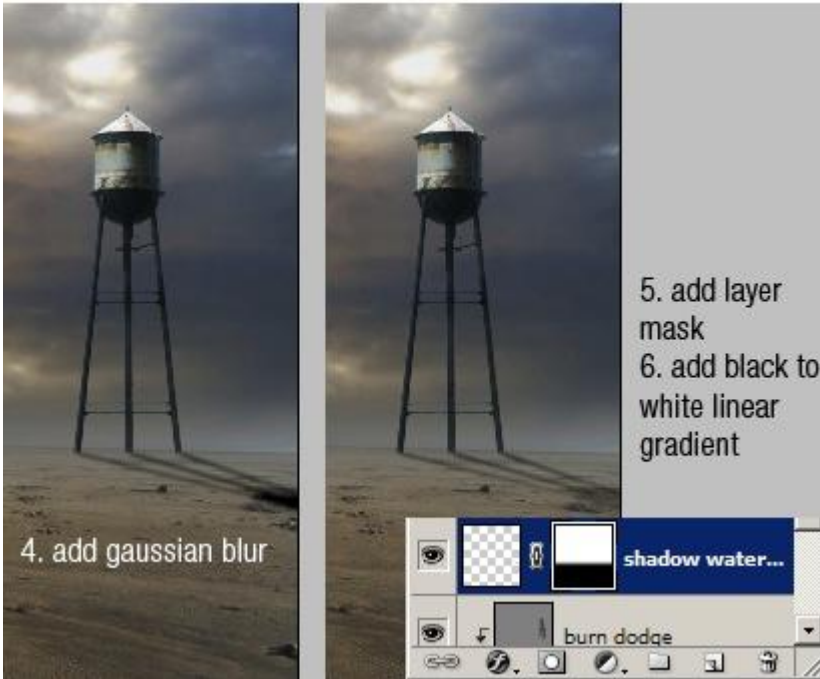 4. add gaussian blur
5. add layer
mask
6. add black to
white linear
gradient
shadow water...
burn dodge